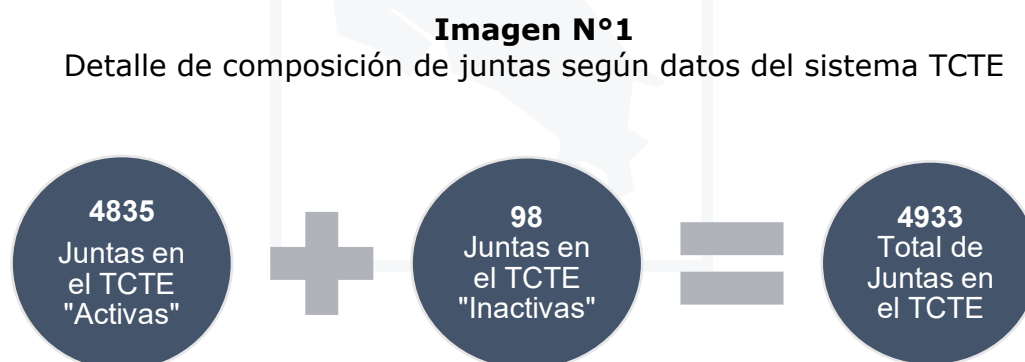 Imagen N°1
Detalle de composición de juntas según datos del sistema TCTE
4835
Juntas en
el TCTE
"Activas"
98
Juntas en
el TCTE
"Inactivas"
4933
Total de
Juntas en
el TCTE